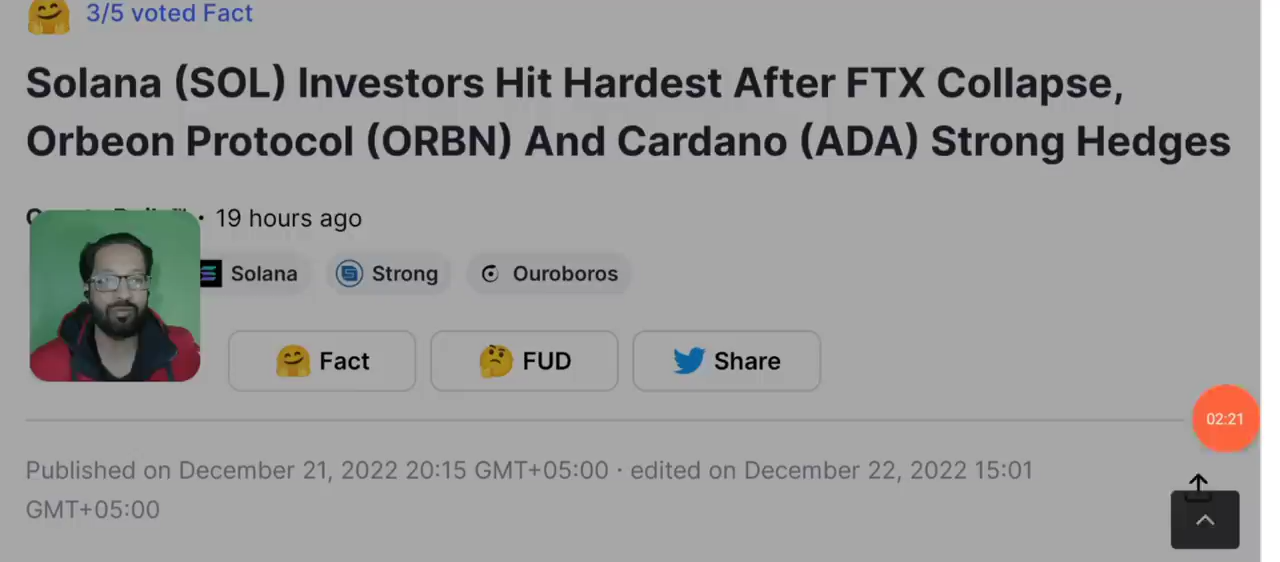 3/5 voted Fact
Solana (SOL) Investors Hit Hardest After FTX Collapse,
Orbeon Protocol (ORBN) And Cardano (ADA) Strong Hedges
· 19 hours ago
Solana Strong Ouroboros
Fact FUD Share
02:21
Published on December 21, 2022 20:15 GMT+05:00 · edited on December 22, 2022 15:01
GMT+05:00